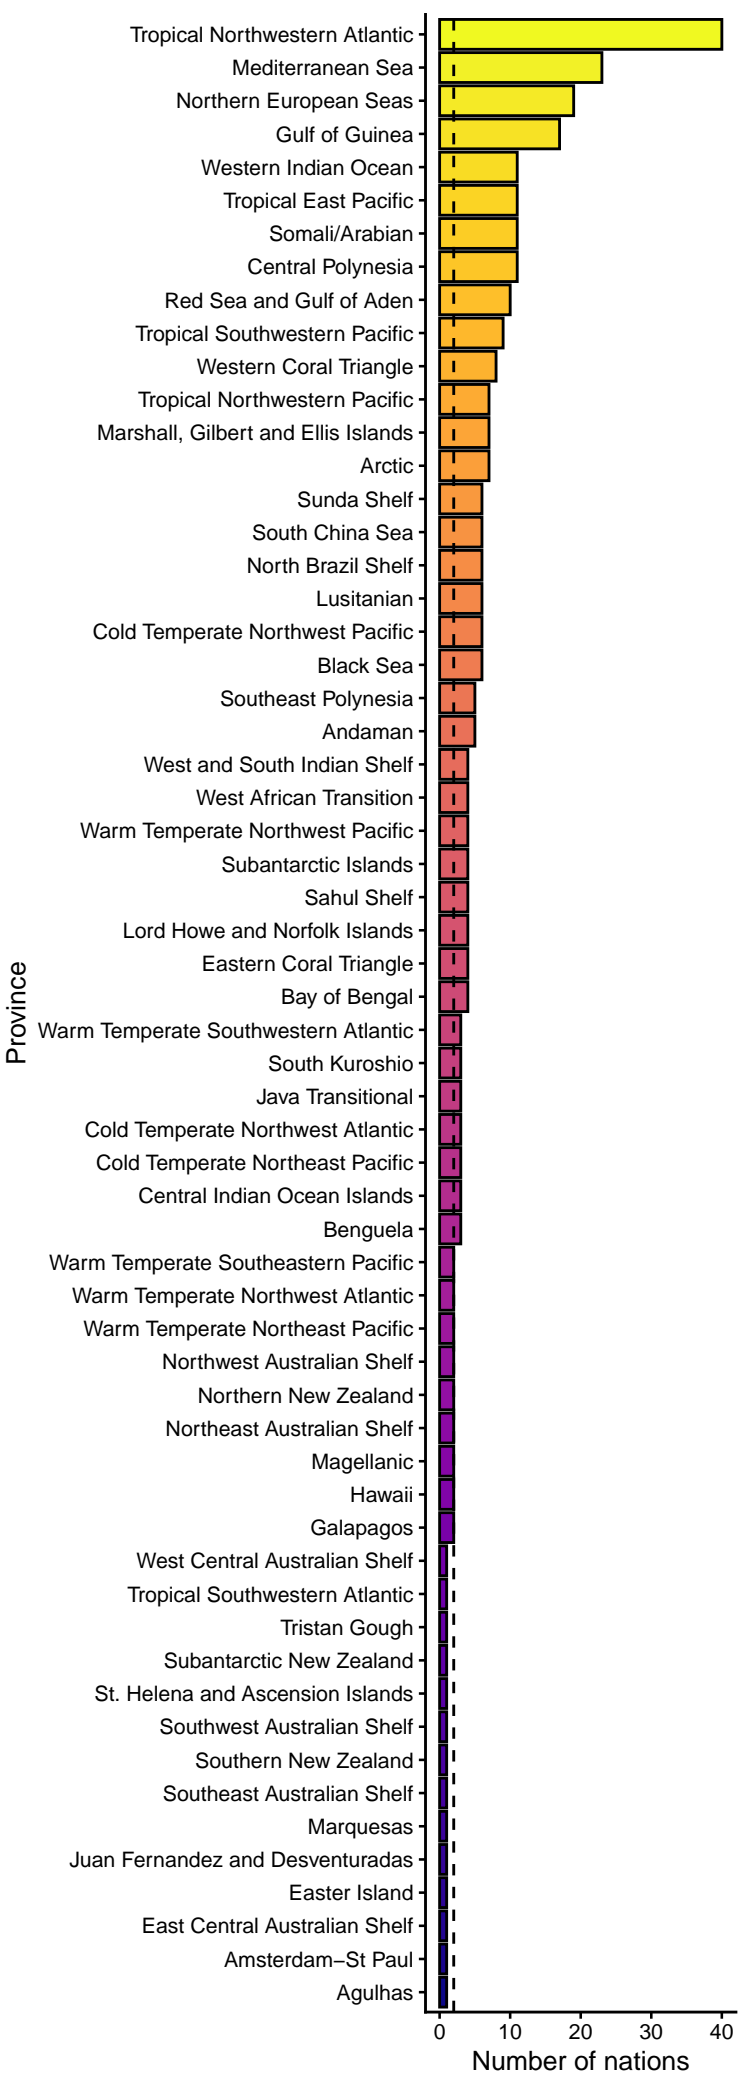 Tropical Northwestern Atlantic
Mediterranean Sea
Northern European Seas
Gulf of Guinea
Western Indian Ocean
Tropical East Pacific
Somali/Arabian
Central Polynesia
Red Sea and Gulf of Aden
Tropical Southwestern Pacific
Western Coral Triangle
Tropical Northwestern Pacific
Marshall, Gilbert and Ellis Islands
Arctic
Sunda Shelf
South China Sea
North Brazil Shelf
Lusitanian
Cold Temperate Northwest Pacific
Black Sea
Southeast Polynesia
Andaman
West and South Indian Shelf
West African Transition
Warm Temperate Northwest Pacific
Subantarctic Islands
Sahul Shelf
Lord Howe and Norfolk Islands
Eastern Coral Triangle
Bay of Bengal
Warm Temperate Southwestern Atlantic
South Kuroshio
Java Transitional
Cold Temperate Northwest Atlantic
Cold Temperate Northeast Pacific
Central Indian Ocean Islands
Benguela
Warm Temperate Southeastern Pacific
Warm Temperate Northwest Atlantic
Warm Temperate Northeast Pacific
Northwest Australian Shelf
Northern New Zealand
Northeast Australian Shelf
Magellanic
Hawaii
Galapagos
West Central Australian Shelf
Tropical Southwestern Atlantic
Tristan Gough
Subantarctic New Zealand
St. Helena and Ascension Islands
Southwest Australian Shelf
Southern New Zealand
Southeast Australian Shelf
Marquesas
Juan Fernandez and Desventuradas
Easter Island
East Central Australian Shelf
Amsterdam−St Paul
Agulhas
Province
0 10 20 30 40
Number of nations